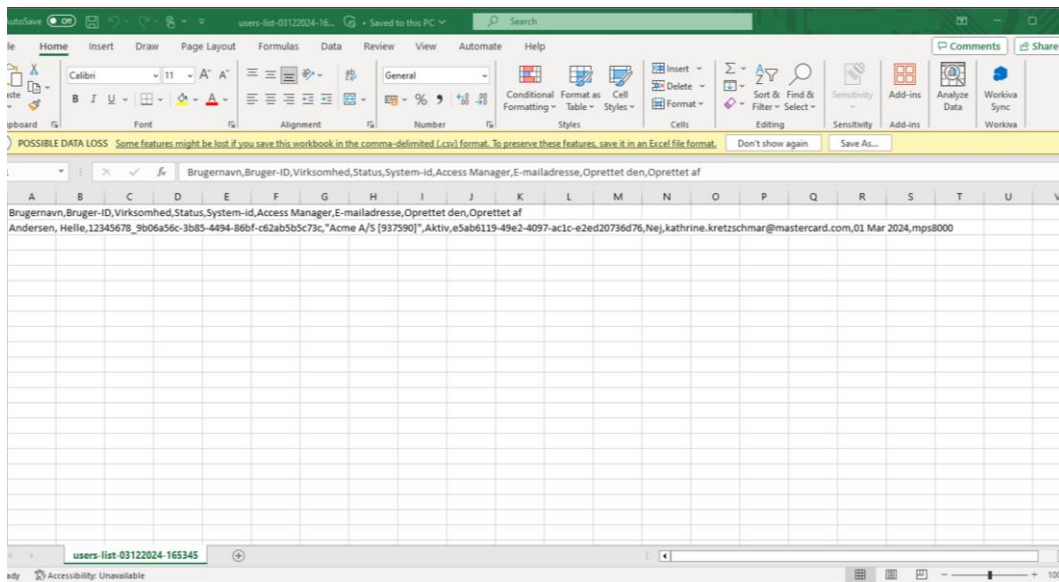 AutoSave Off users-list-03122024-16... • Saved to this PC Search
Home Insert Draw Page Layout Formulas Data Review View Automate Help Comments Share
Calibri 11 General Conditional Formatting Format as Table Cell Styles Insert Delete Format Sort & Filter Find & Select Sensitivity Add-ins Analyze Data Workiva Sync
Font Alignment Number Styles Cells Editing Sensitivity Add-ins Workiva
POSSIBLE DATA LOSS Some features might be lost if you save this workbook in the comma-delimited (.csv) format. To preserve these features, save it in an Excel file format. Don't show again Save As...
fx Brugernavn,Bruger-ID,Virksomhed,Status,System-id,Access Manager,E-mailadresse,Oprettet den,Oprettet af
A B C D E F G H I J K L M N O P Q R S T U V
Brugernavn,Bruger-ID,Virksomhed,Status,System-id,Access Manager,E-mailadresse,Oprettet den,Oprettet af
Andersen, Helle,12345678_9b06a56c-3b85-4494-86bf-c62ab5b5c73c,"Acme A/S [937590]",Aktiv,e5ab6119-49e2-4097-ac1c-e2ed20736d76,Nej,kathrine.kretzschmar@mastercard.com,01 Mar 2024,mps8000
users-list-03122024-165345
Accessibility: Unavailable